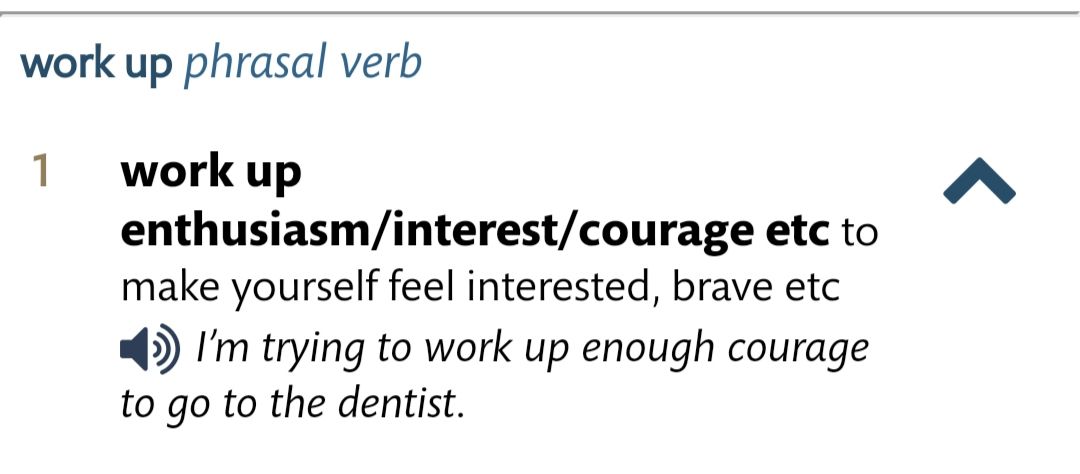 work up phrasal verb
1 work up
enthusiasm/interest/courage etc to
make yourself feel interested, brave etc
I'm trying to work up enough courage
to go to the dentist.